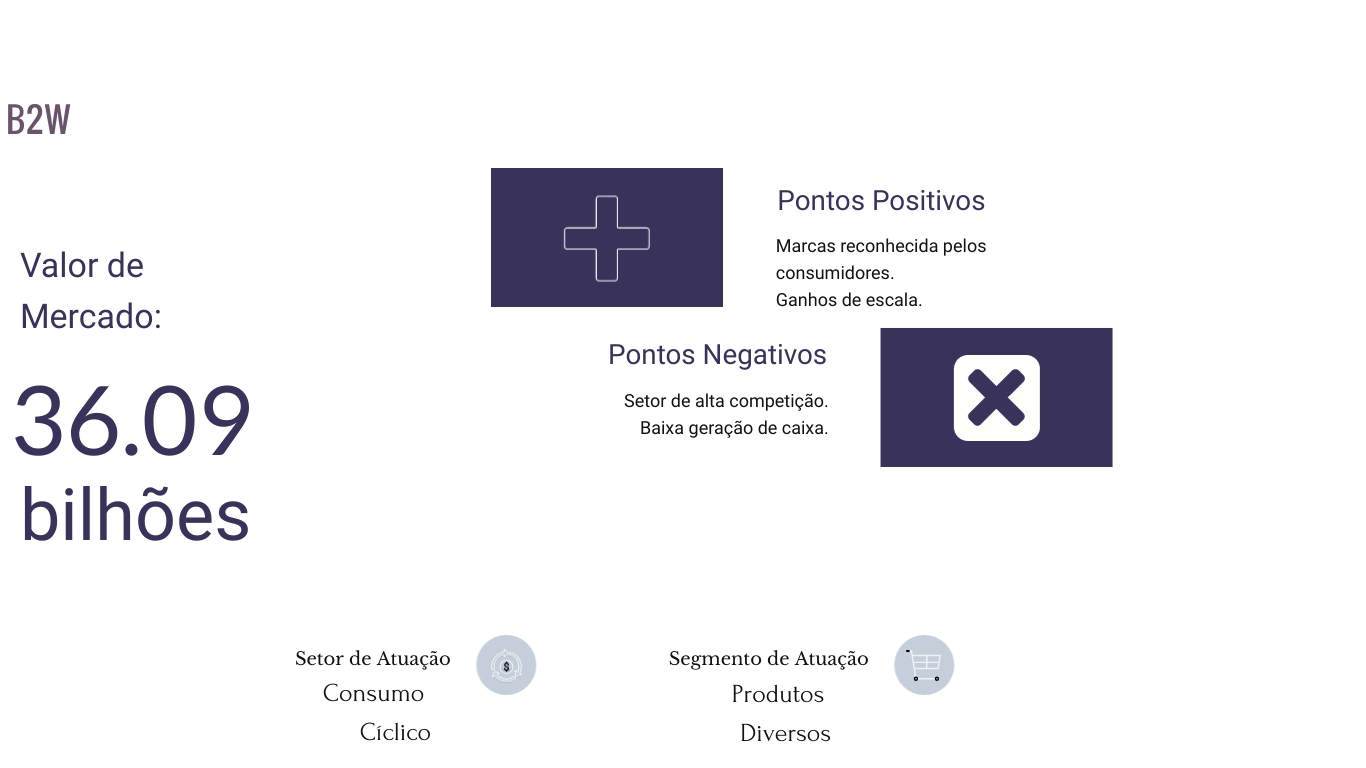 B2W
Valor de
Mercado:
36.09
bilhões
Pontos Positivos
Marcas reconhecida pelos
consumidores.
Ganhos de escala.
Pontos Negativos
Setor de alta competição.
Baixa geração de caixa.
Setor de Atuação
Consumo
Cíclico
$
Segmento de Atuação
Produtos
Diversos